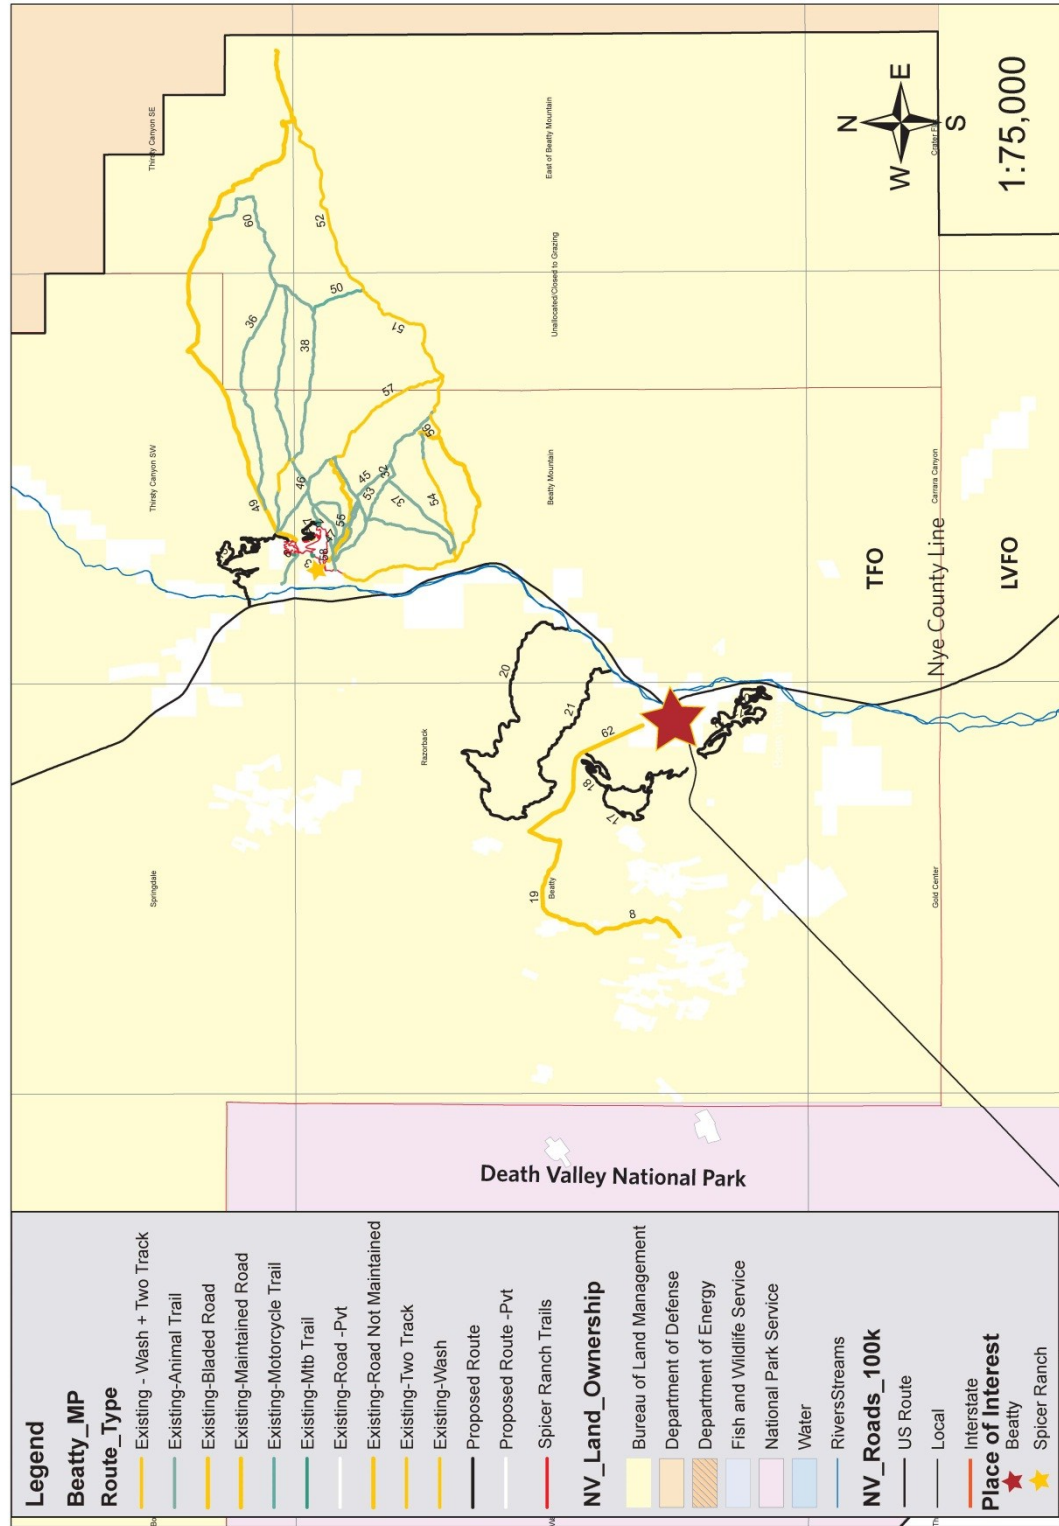 Legend
Beatty_MP
Route_Type
Existing - Wash + Two Track
Existing-Animal Trail
Existing-Bladed Road
Existing-Maintained Road
Existing-Motorcycle Trail
Existing-Mtb Trail
Existing-Road -Pvt
Existing-Road Not Maintained
Existing-Two Track
Existing-Wash
Proposed Route
Proposed Route -Pvt
Spicer Ranch Trails
NV_Land_Ownership
Bureau of Land Management
Department of Defense
Department of Energy
Fish and Wildlife Service
National Park Service
Water
RiversStreams
NV_Roads_100k
US Route
Local
Interstate
Place of Interest
Beatty
Spicer Ranch
Death Valley National Park
Springdale
Thirsty Canyon SW
Thirsty Canyon SE
Razorback
Beatty
Beatty Mountain
Unallocated/Closed to Grazing
East of Beatty Mountain
Gold Center
Carrara Canyon
TFO
Nye County Line
LVFO
N
W
E
S
1:75,000
60
52
36
50
38
51
57
49
46
45
32
53
37
56
54
55
3
20
21
62
18
17
19
8